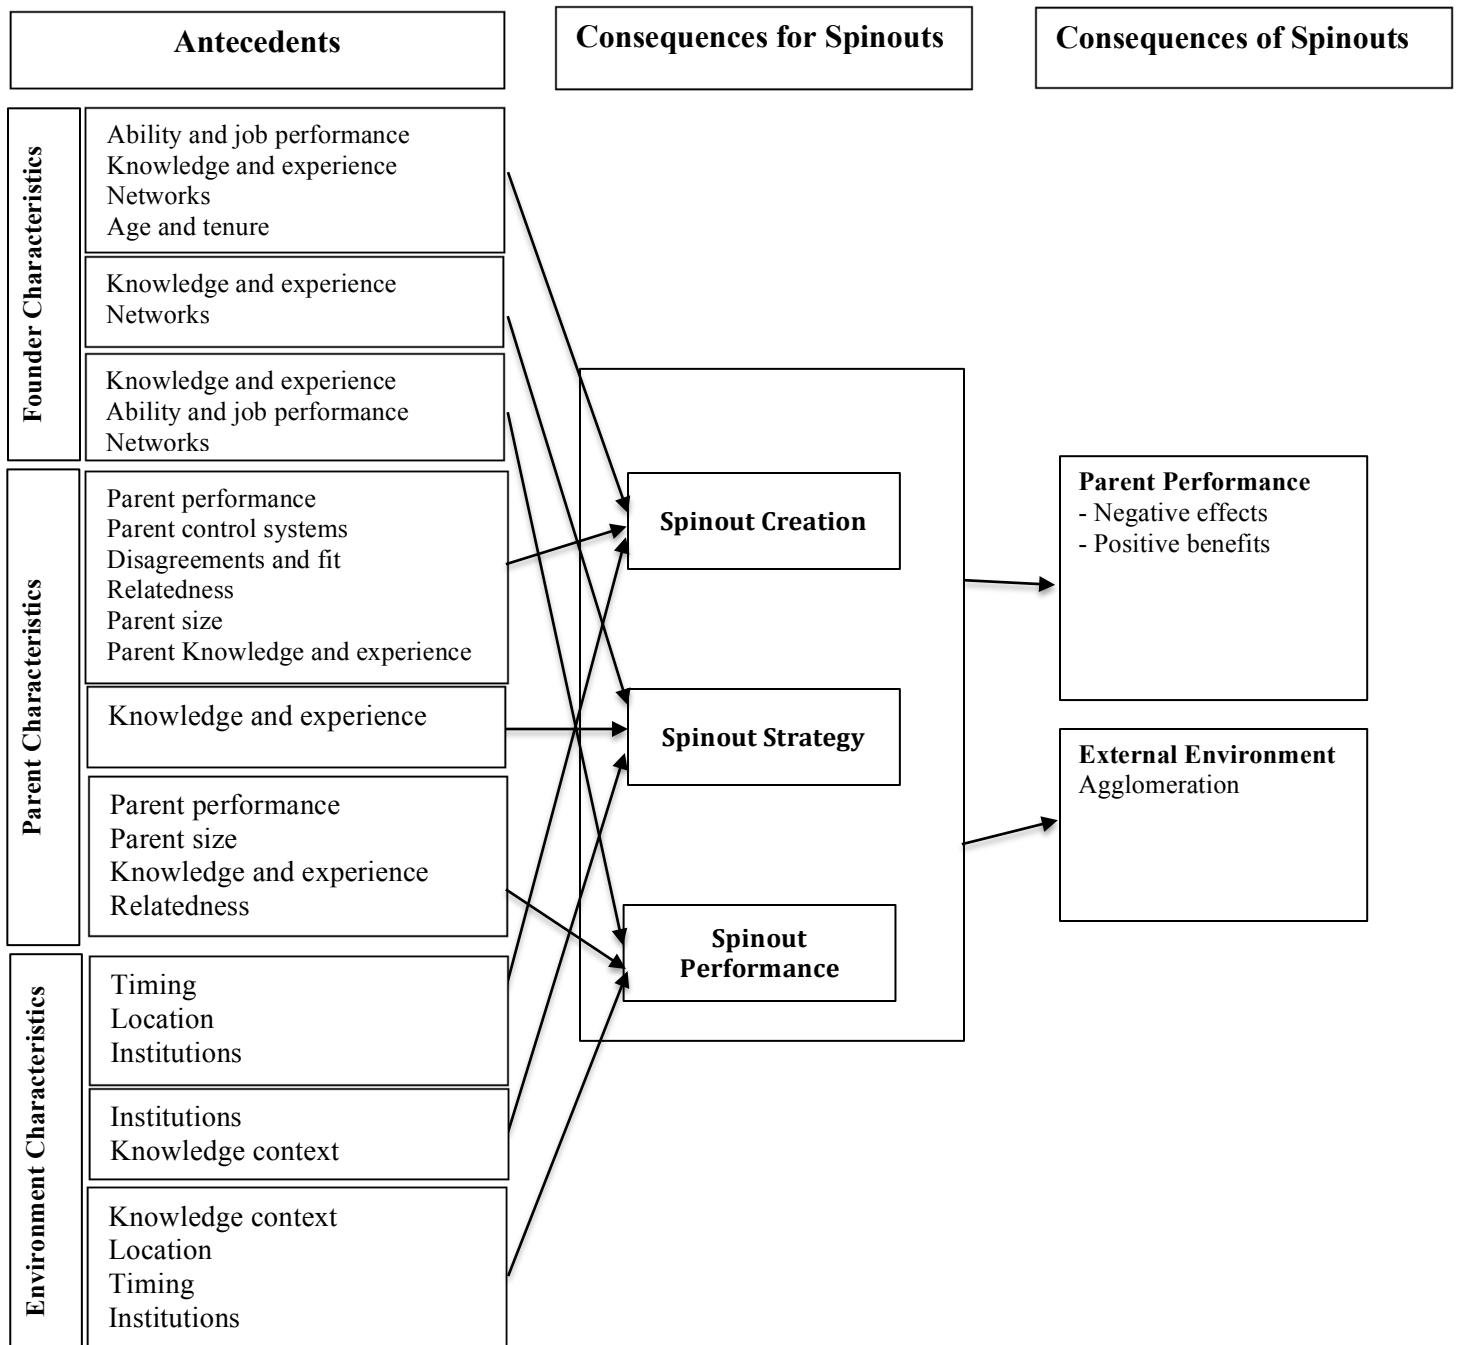 Antecedents
Consequences for Spinouts
Consequences of Spinouts
Founder Characteristics
Ability and job performance
Knowledge and experience
Networks
Age and tenure
Knowledge and experience
Networks
Knowledge and experience
Ability and job performance
Networks
Parent Characteristics
Parent performance
Parent control systems
Disagreements and fit
Relatedness
Parent size
Parent Knowledge and experience
Knowledge and experience
Parent performance
Parent size
Knowledge and experience
Relatedness
Environment Characteristics
Timing
Location
Institutions
Institutions
Knowledge context
Knowledge context
Location
Timing
Institutions
Spinout Creation
Spinout Strategy
Spinout
Performance
Parent Performance
- Negative effects
- Positive benefits
External Environment
Agglomeration